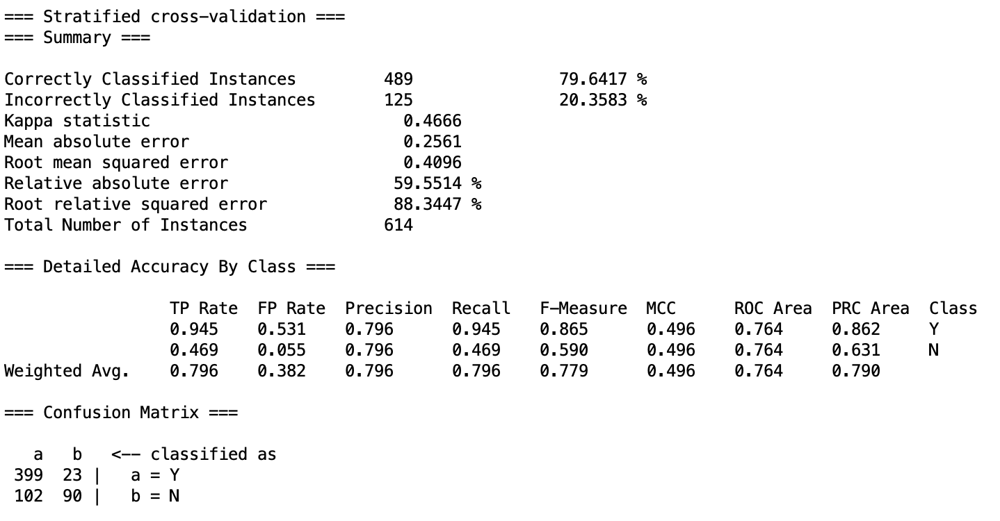 === Stratified cross-validation ===
=== Summary ===
Correctly Classified Instances 489 79.6417 %
Incorrectly Classified Instances 125 20.3583 %
Kappa statistic 0.4666
Mean absolute error 0.2561
Root mean squared error 0.4096
Relative absolute error 59.5514 %
Root relative squared error 88.3447 %
Total Number of Instances 614
=== Detailed Accuracy By Class ===
TP Rate FP Rate Precision Recall F-Measure MCC ROC Area PRC Area Class
0.945 0.531 0.796 0.945 0.865 0.496 0.764 0.862 Y
0.469 0.055 0.796 0.469 0.590 0.496 0.764 0.631 N
Weighted Avg. 0.796 0.382 0.796 0.796 0.779 0.496 0.764 0.790
=== Confusion Matrix ===
a b <-- classified as
399 23 | a = Y
102 90 | b = N